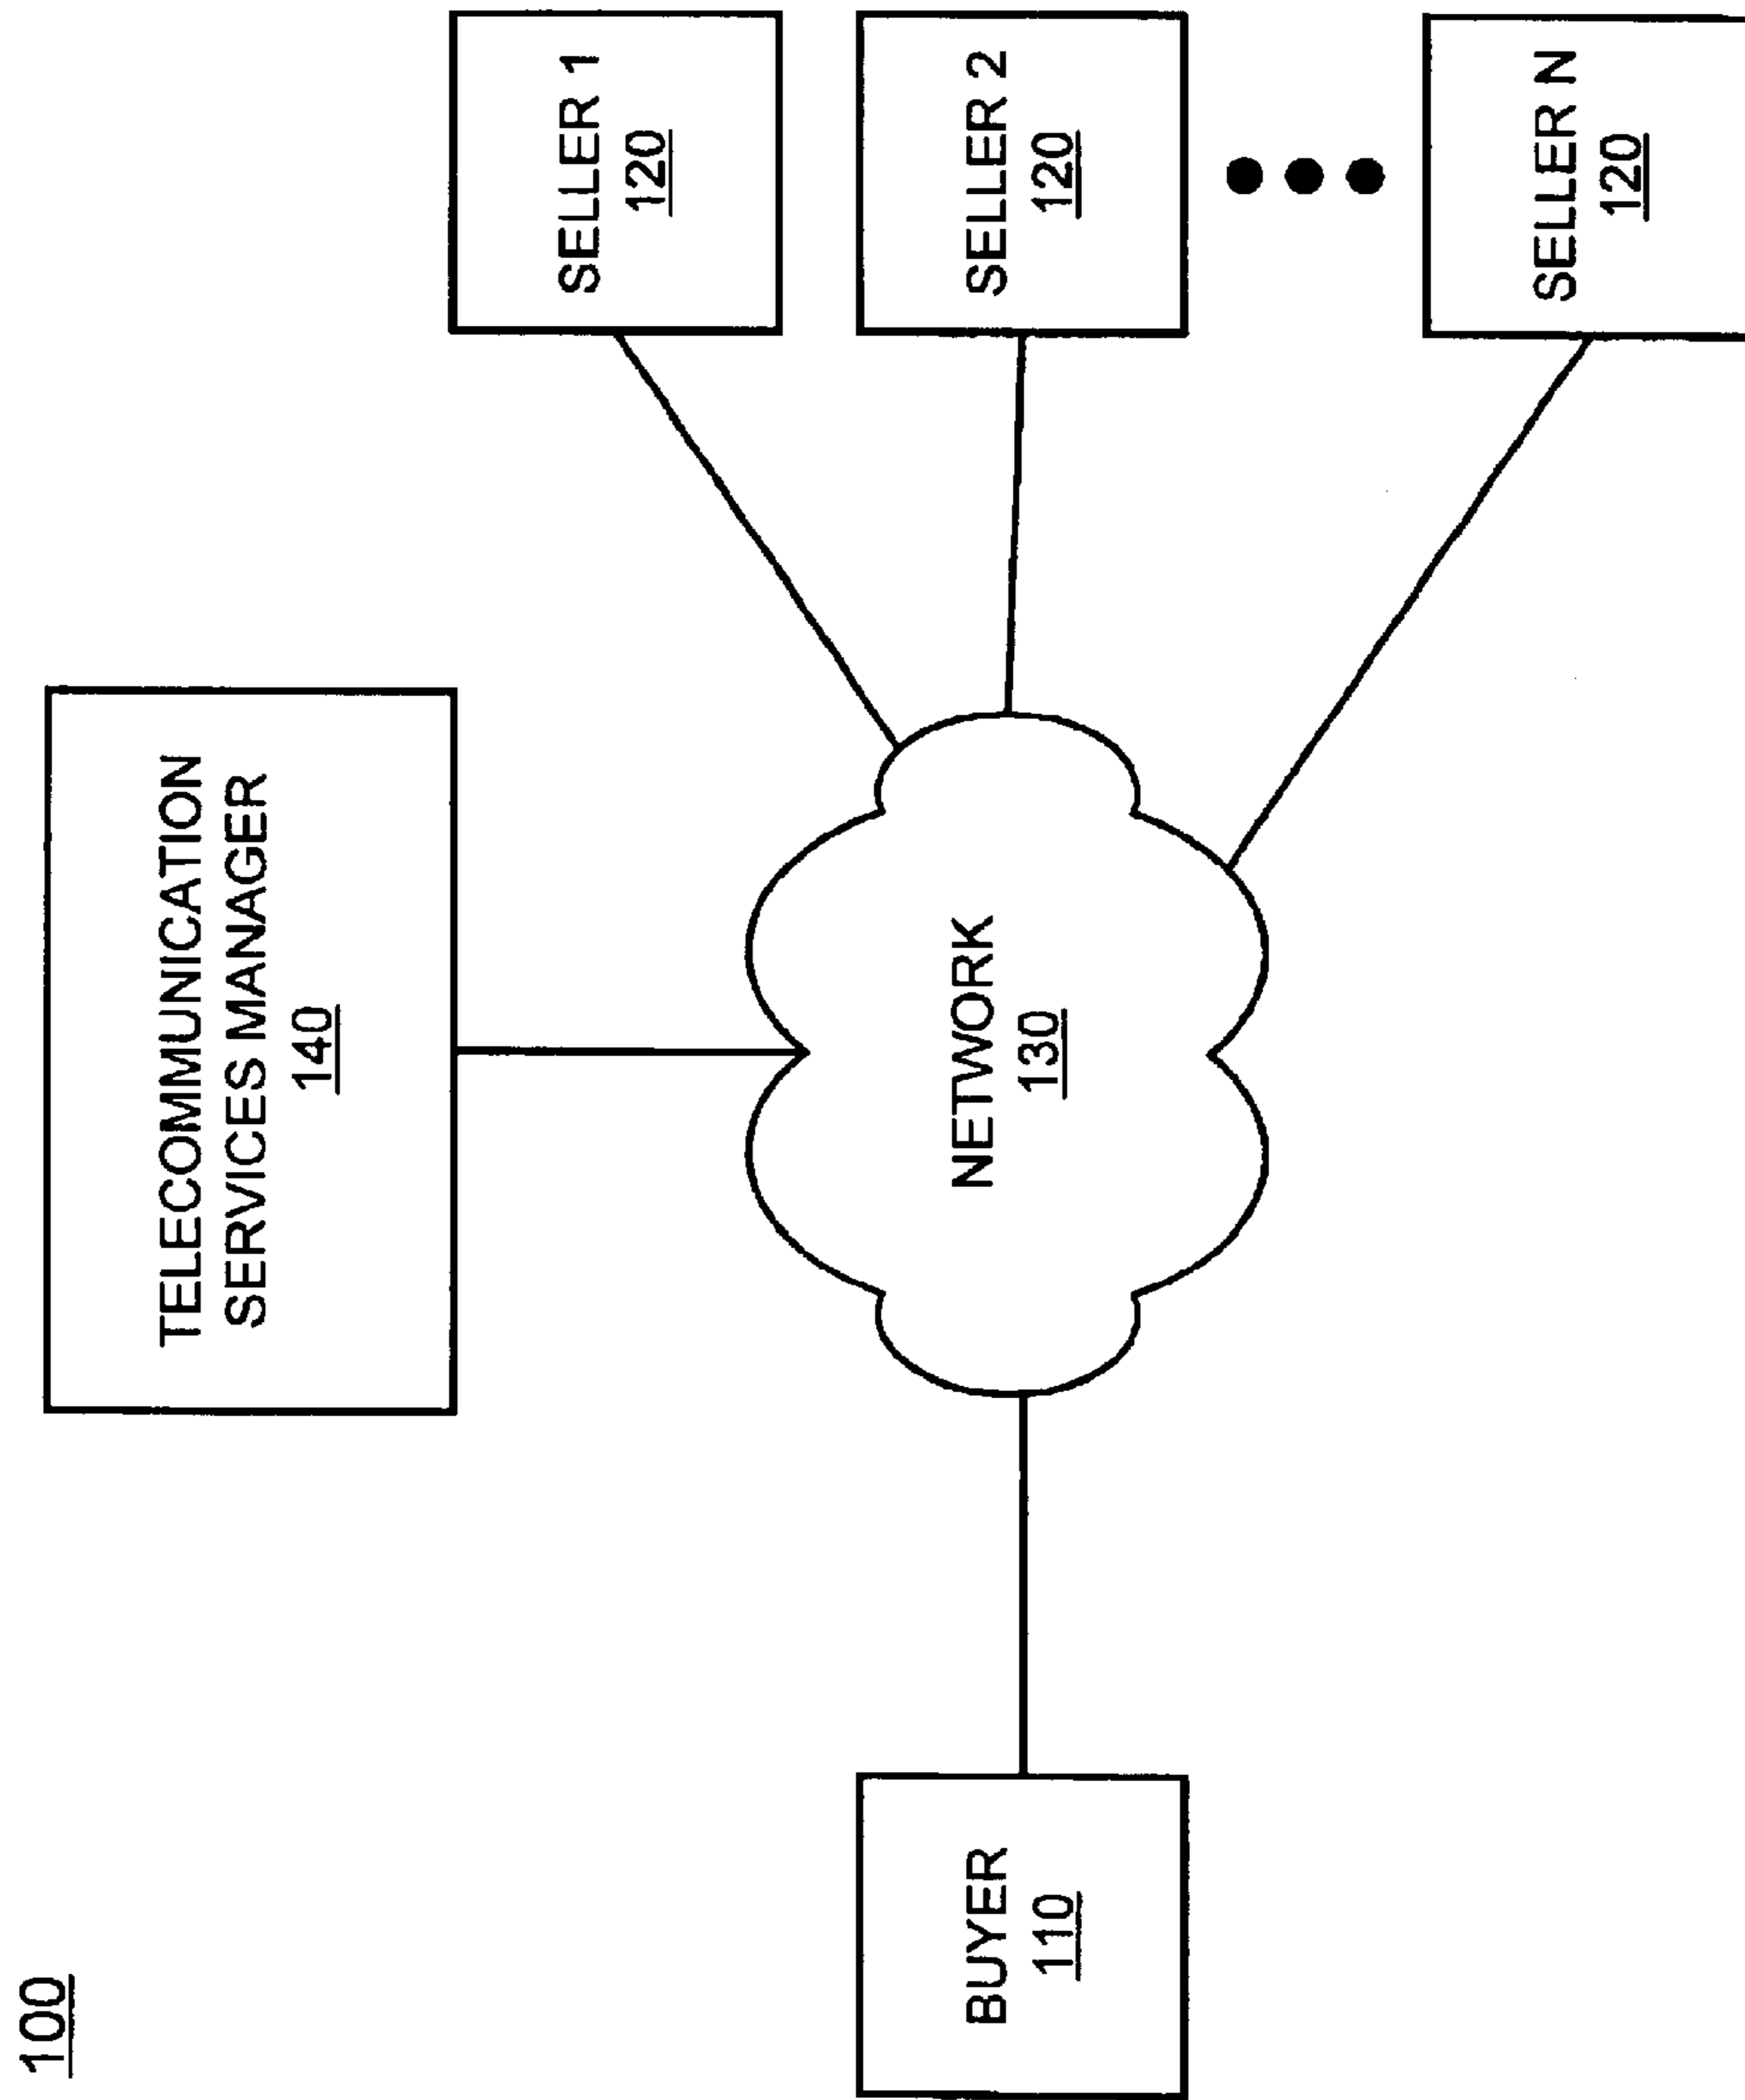 100
TELECOMMUNICATION
SERVICES MANAGER
140
SELLER 1
120
BUYER
110
NETWORK
130
SELLER 2
120
SELLER N
120